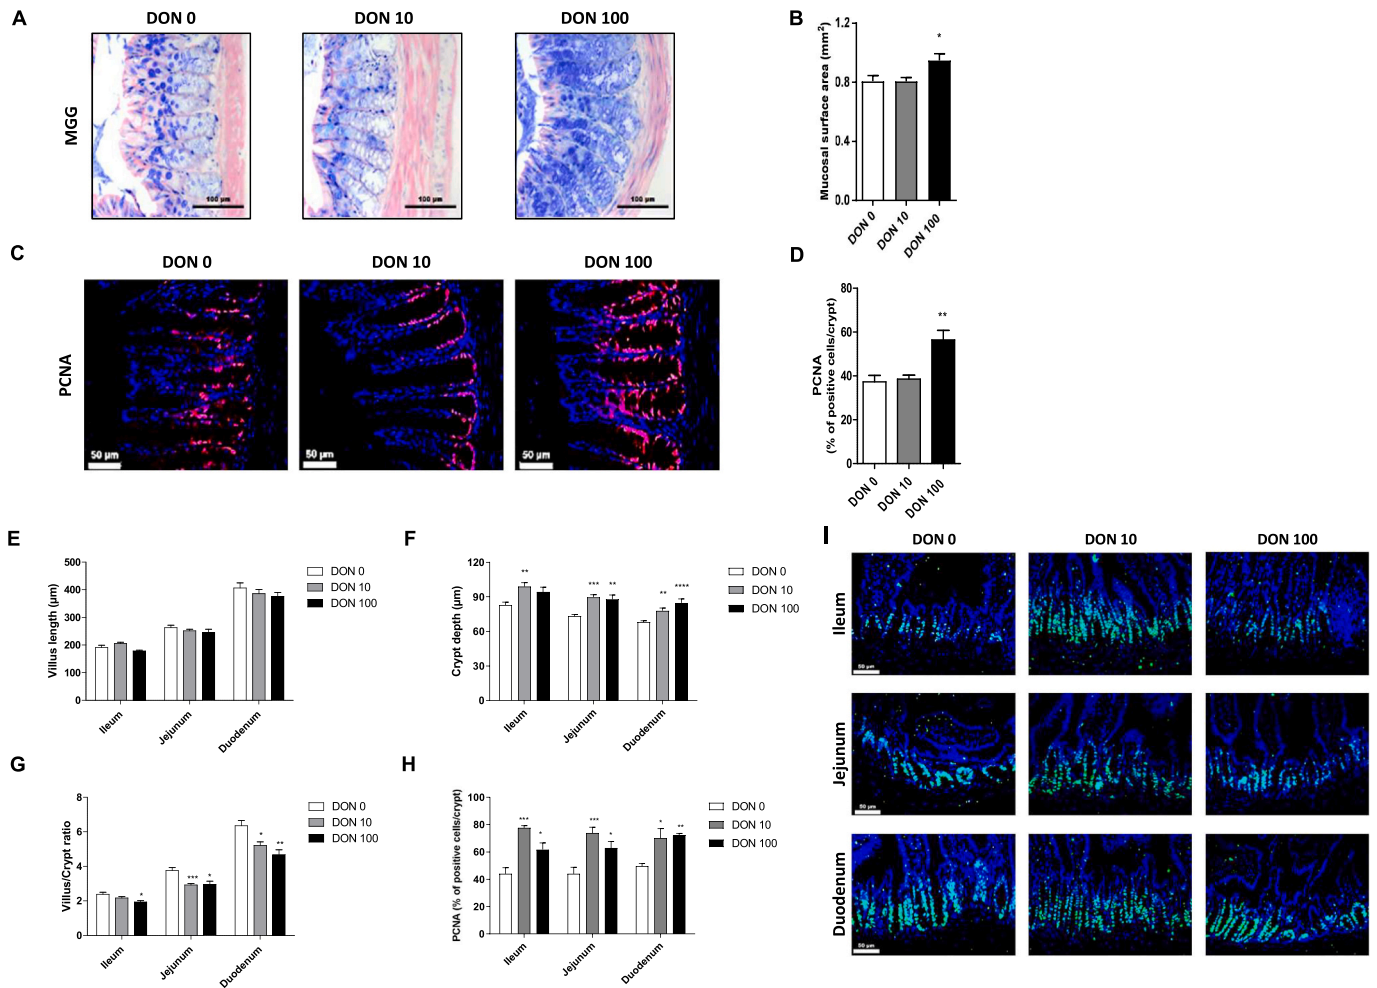 A
DON 0
DON 10
DON 100
MGG
100 µm
100 µm
100 µm
B
Mucosal surface area (mm2)
1.2
0.8
0.4
0.0
DON 0
DON 10
DON 100
*
C
DON 0
DON 10
DON 100
PCNA
50 µm
50 µm
50 µm
D
PCNA
(% of positive cells/crypt)
80
60
40
20
0
DON 0
DON 10
DON 100
**
E
Villus length (µm)
500
400
300
200
100
0
Ileum
Jejunum
Duodenum
DON 0
DON 10
DON 100
F
Crypt depth (µm)
120
90
60
30
0
**
***
**
**
****
Ileum
Jejunum
Duodenum
DON 0
DON 10
DON 100
G
Villus/Crypt ratio
8
6
4
2
0
*
***
*
*
**
Ileum
Jejunum
Duodenum
DON 0
DON 10
DON 100
H
PCNA (% of positive cells/crypt)
100
80
60
40
20
0
***
*
***
*
*
**
Ileum
Jejunum
Duodenum
DON 0
DON 10
DON 100
I
DON 0
DON 10
DON 100
Ileum
50 µm
Jejunum
50 µm
Duodenum
50 µm